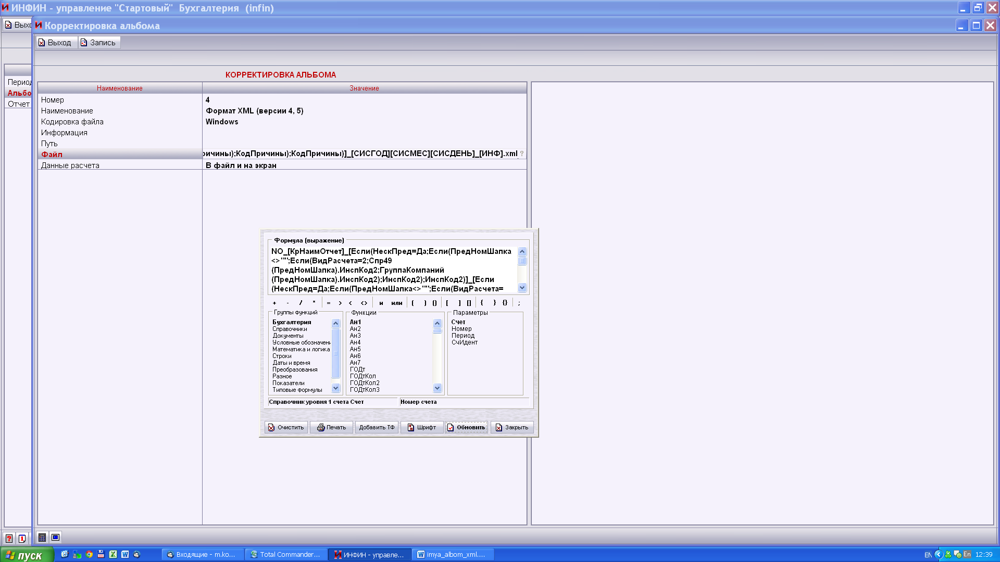 ИНФИН - управление "Стартовый"  Бухгалтерия  (infin)
Корректировка альбома
Выход
Запись
КОРРЕКТИРОВКА АЛЬБОМА
Наименование
Значение
Номер
4
Наименование
Формат XML (версии 4, 5)
Кодировка файла
Windows
Информация
Путь
Файл
КодПричины);КодПричины)]_[СИСГОД][СИСМЕС][СИСДЕНЬ]_[ИНФ].xml ?
Данные расчета
В файл и на экран
Отчет
Формула (выражение)
NO_[КрНаимОтчет]_[Если(НескПред=Да;Если(ПредНомШапка
<>"";Если(ВидРасчета=2;Спр49
(ПредНомШапка).ИнспКод2;ГруппаКомпаний
(ПредНомШапка).ИнспКод2);ИнспКод2);ИнспКод2)]_[Если
(НескПред=Да;Если(ПредНомШапка<>"";Если(ВидРасчета=
+ - / * = > < <> и или ( ) () [ ] [] { } {} ;
Группы функций
Бухгалтерия
Справочники
Документы
Условные обозначени
Математика и логика
Строки
Даты и время
Преобразования
Разное
Показатели
Типовые формулы
Функции
Ан1
Ан2
Ан3
Ан4
Ан5
Ан6
Ан7
ГОДт
ГОДтКол
ГОДтКол2
ГОДтКол3
Параметры
Счет
Номер
Период
СчИдент
Справочник уровня 1 счета Счет
Номер счета
Очистить
Печать
Добавить ТФ
Шрифт
Обновить
Закрыть
пуск
Входящие - m.ko...
Total Commander...
ИНФИН - управле...
imya_albom_xml....
EN
En
12:39